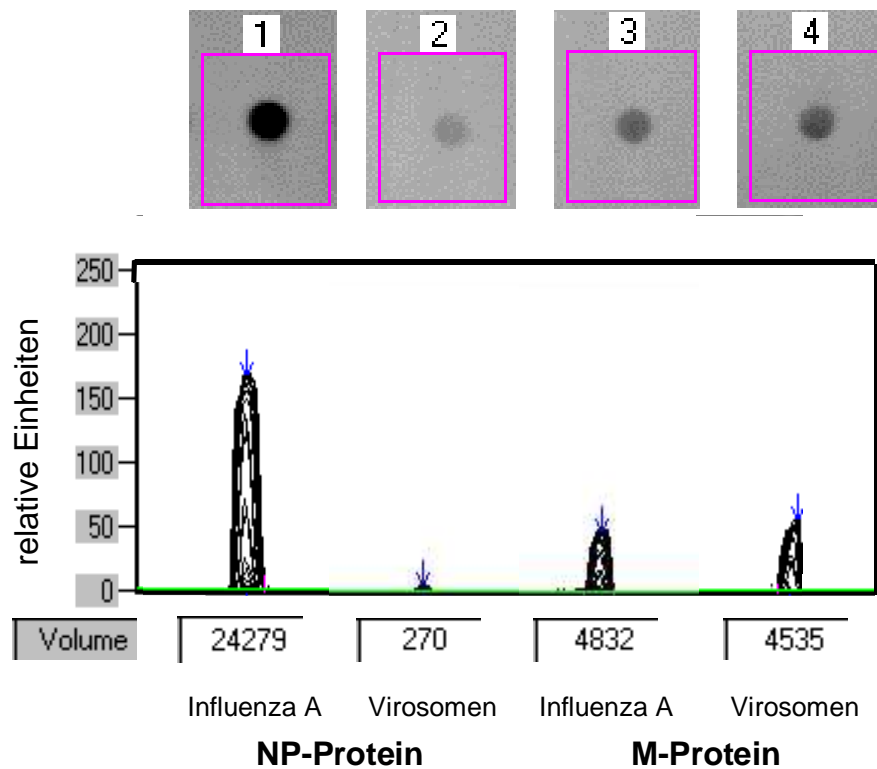 1 2 3 4
250
200
150
100
50
0
relative Einheiten
Volume 24279 270 4832 4535
Influenza A Virosomen Influenza A Virosomen
NP-Protein M-Protein